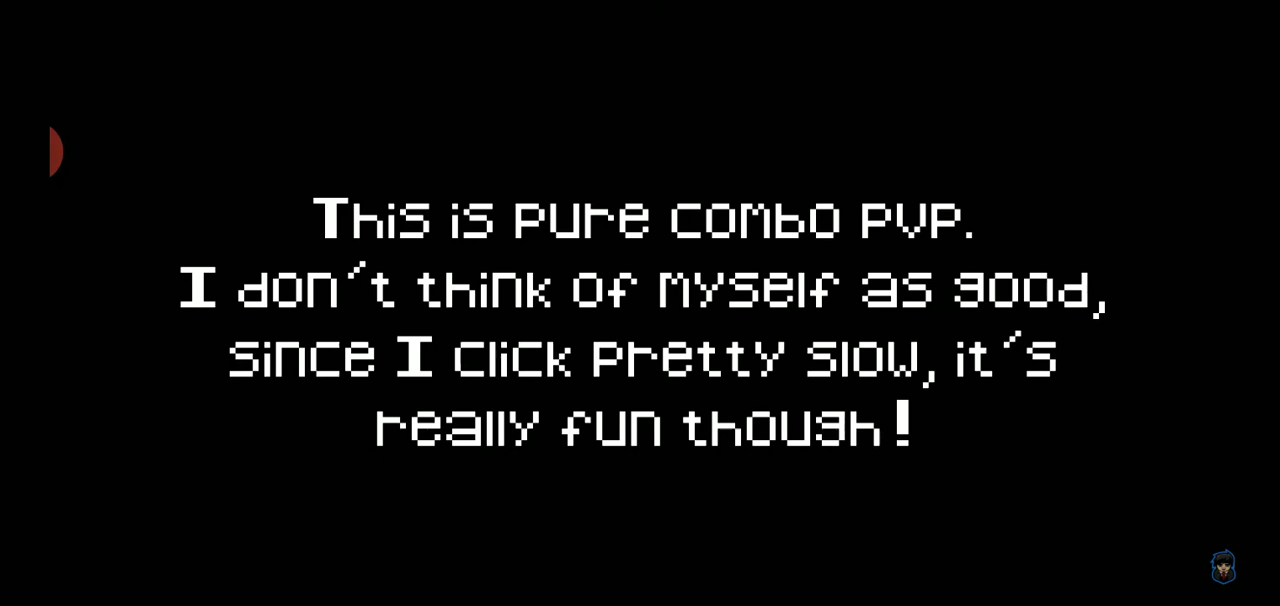 This is pure combo pvp.
I don't think of myself as good,
since I click pretty slow, it's
really fun though!